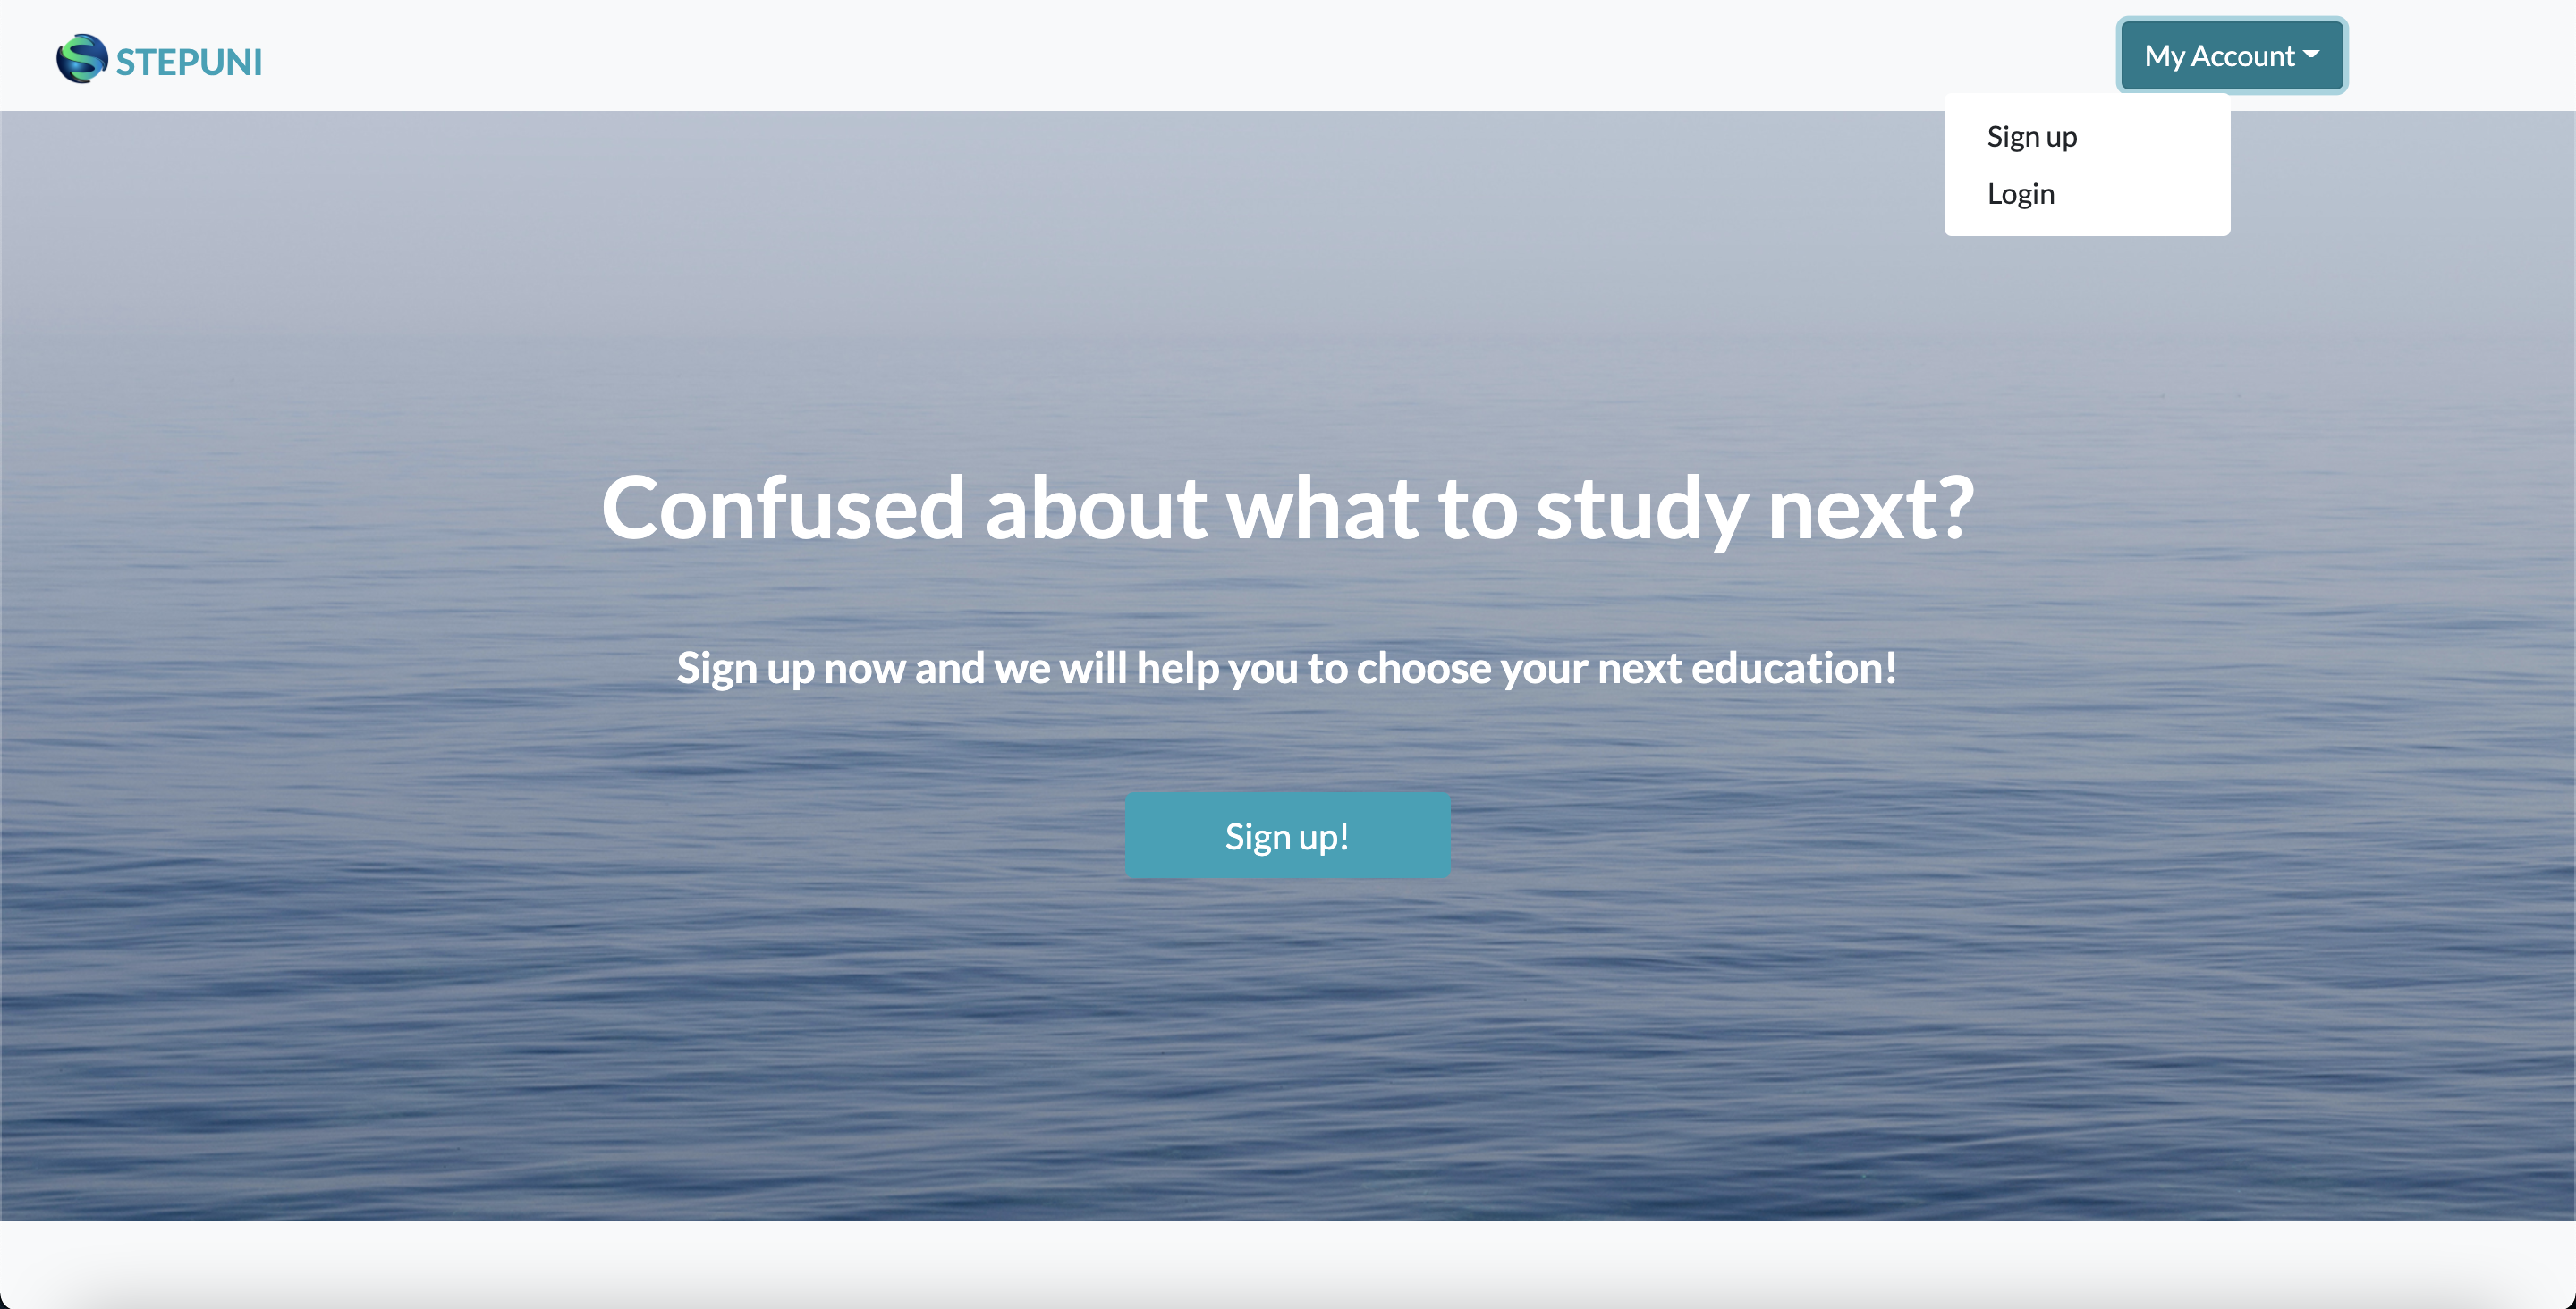 STEPUNI
My Account
Sign up
Login
Confused about what to study next?
Sign up now and we will help you to choose your next education!
Sign up!